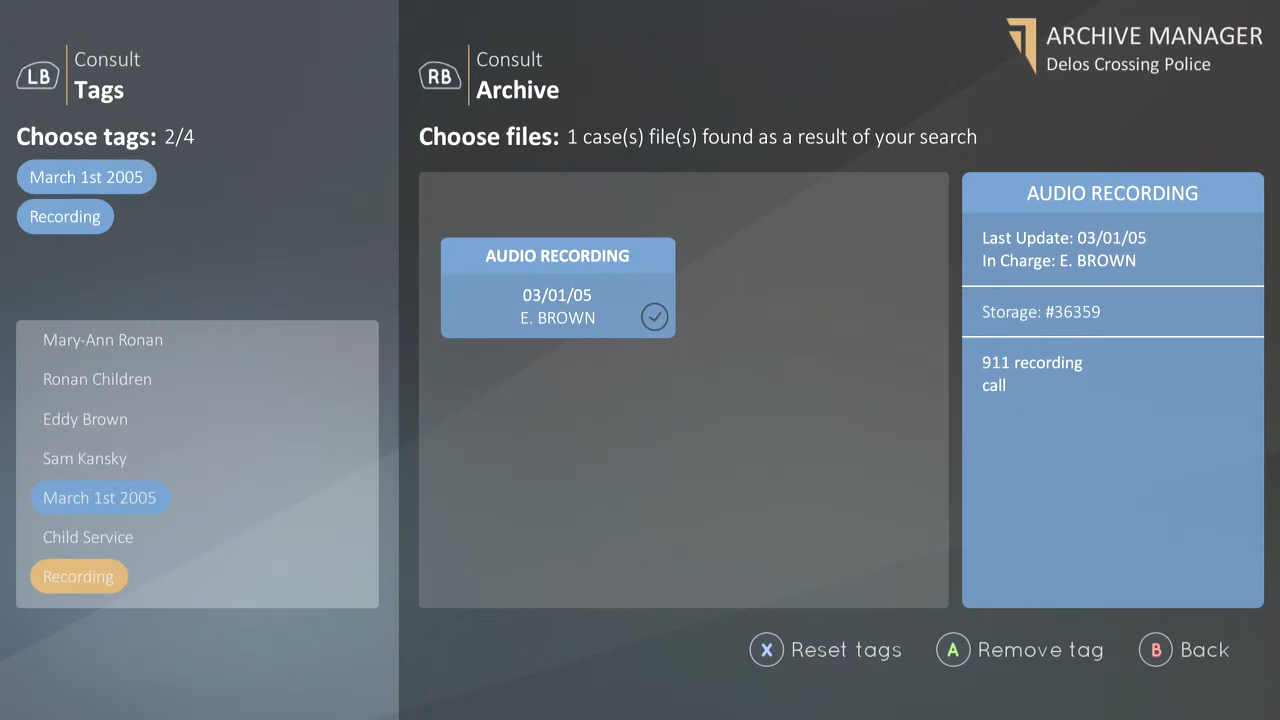 LB
Consult
Tags
Choose tags: 2/4
March 1st 2005
Recording
Mary-Ann Ronan
Ronan Children
Eddy Brown
Sam Kansky
March 1st 2005
Child Service
Recording
RB
Consult
Archive
ARCHIVE MANAGER
Delos Crossing Police
Choose files: 1 case(s) file(s) found as a result of your search
AUDIO RECORDING
03/01/05
E. BROWN
AUDIO RECORDING
Last Update: 03/01/05
In Charge: E. BROWN
Storage: #36359
911 recording
call
X Reset tags A Remove tag B Back